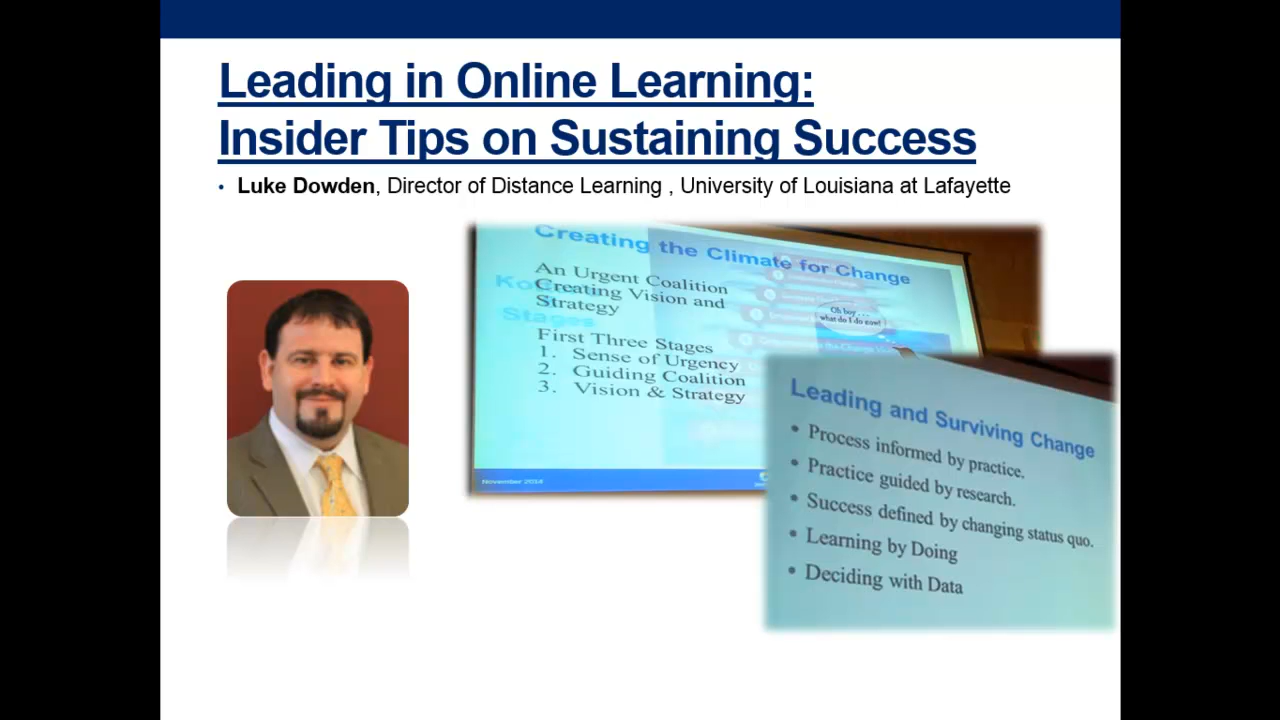 Leading in Online Learning:
Insider Tips on Sustaining Success
• Luke Dowden, Director of Distance Learning , University of Louisiana at Lafayette
Creating the Climate for Change
An Urgent Coalition
Creating Vision and
Strategy
Stages
First Three Stages
1. Sense of Urgency
2. Guiding Coalition
3. Vision & Strategy
Oh boy . . .
what do I do now?
November 2014
Leading and Surviving Change
• Process informed by practice.
• Practice guided by research.
• Success defined by changing status quo.
• Learning by Doing
• Deciding with Data